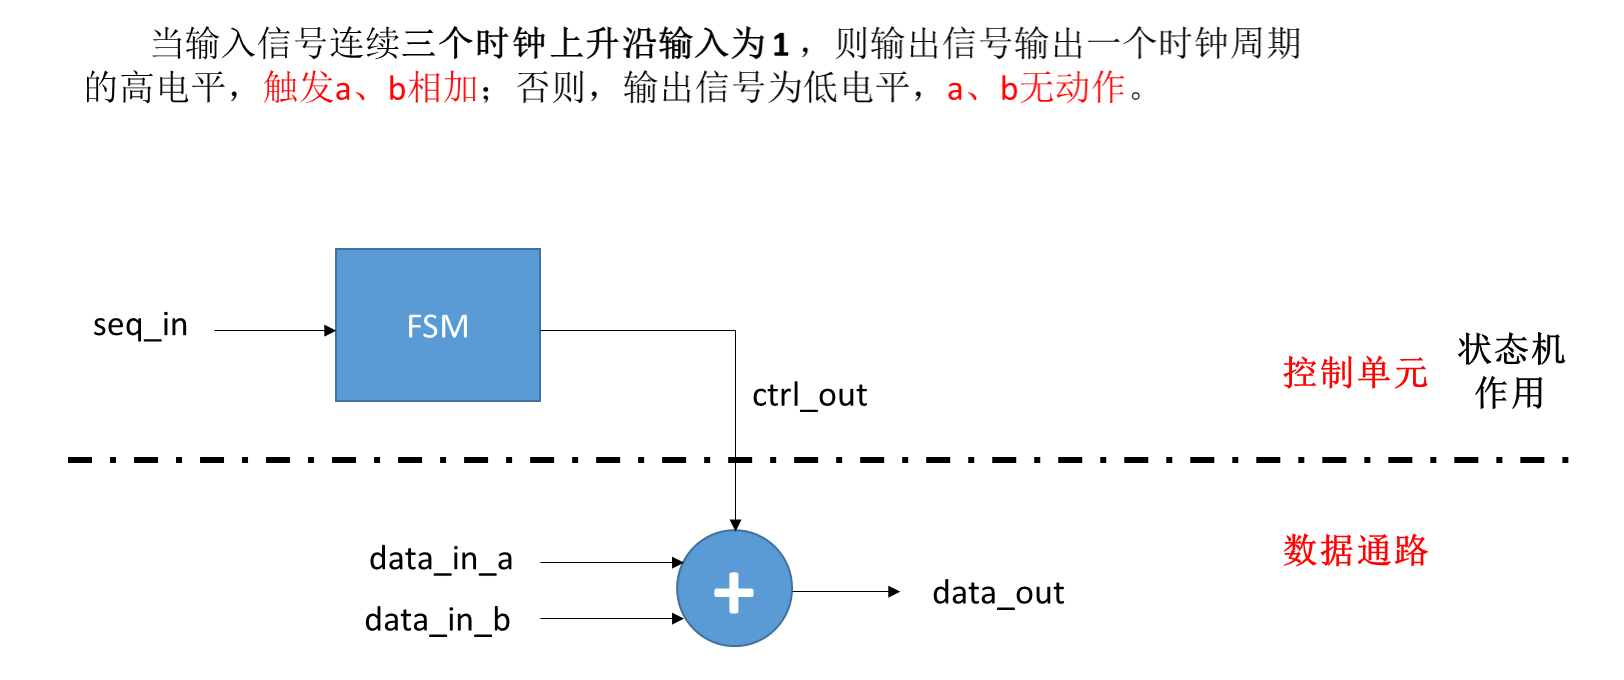 当输入信号连续三个时钟上升沿输入为1，则输出信号输出一个时钟周期
的高电平，触发a、b相加；否则，输出信号为低电平，a、b无动作。
seq_in
FSM
ctrl_out
控制单元
状态机
作用
data_in_a
data_in_b
+
data_out
数据通路